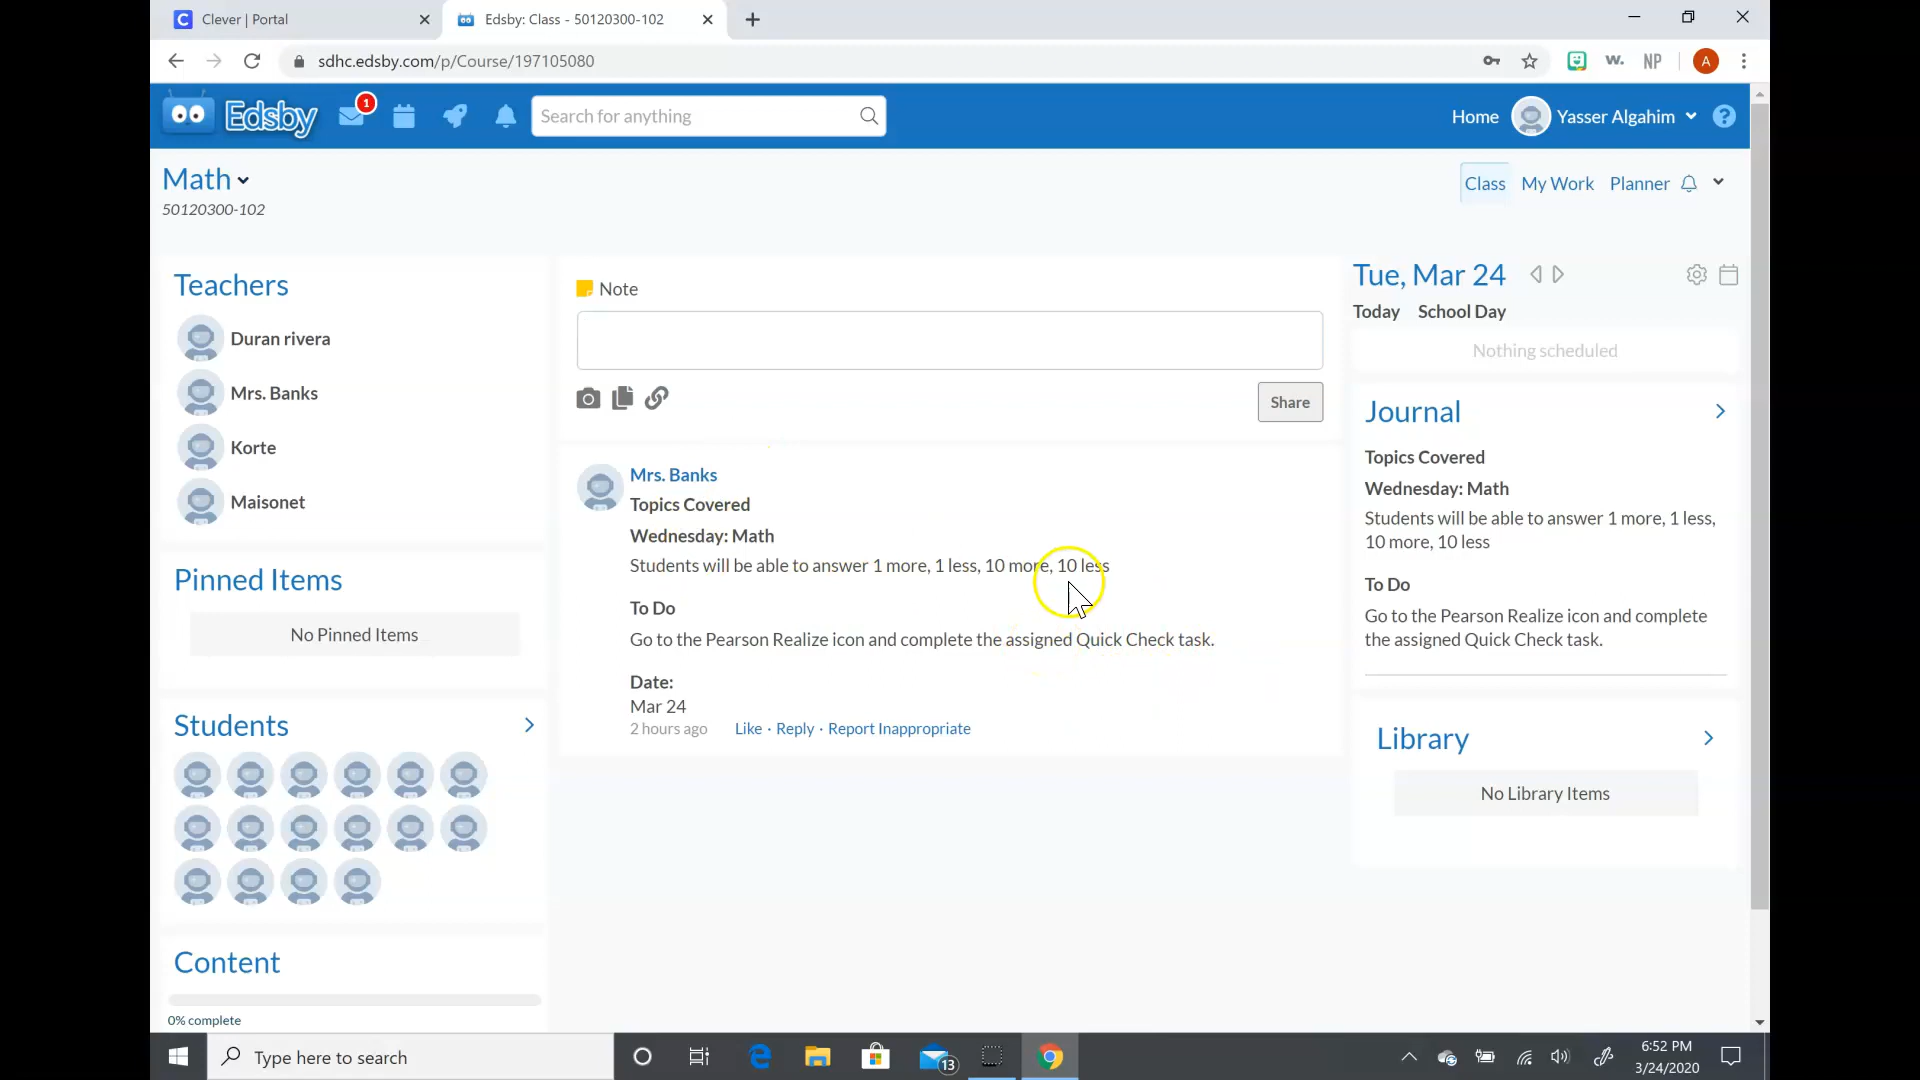 Clever | Portal
Edsby: Class - 50120300-102
sdhc.edsby.com/p/Course/197105080
w.
NP
A
Edsby
1
Search for anything
Home
Yasser Algahim
?
Math
50120300-102
Class
My Work
Planner
Teachers
Duran rivera
Mrs. Banks
Korte
Maisonet
Pinned Items
No Pinned Items
Students
Content
0% complete
Note
Share
Mrs. Banks
Topics Covered
Wednesday: Math
Students will be able to answer 1 more, 1 less, 10 more, 10 less
To Do
Go to the Pearson Realize icon and complete the assigned Quick Check task.
Date:
Mar 24
2 hours ago Like · Reply · Report Inappropriate
Tue, Mar 24
Today School Day
Nothing scheduled
Journal
Topics Covered
Wednesday: Math
Students will be able to answer 1 more, 1 less,
10 more, 10 less
To Do
Go to the Pearson Realize icon and complete
the assigned Quick Check task.
Library
No Library Items
Type here to search
13
6:52 PM
3/24/2020